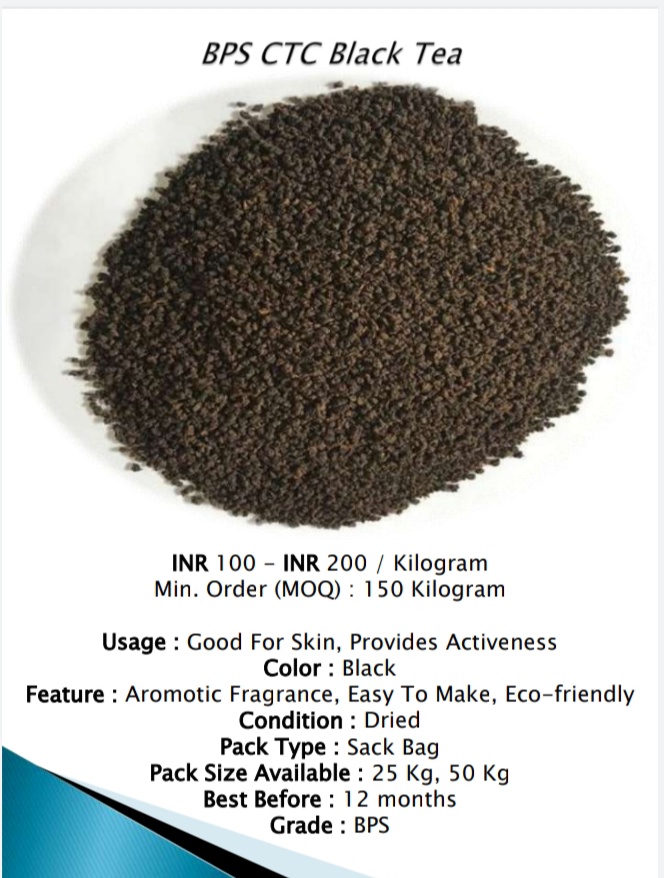 BPS CTC Black Tea
INR 100 – INR 200 / Kilogram
Min. Order (MOQ) : 150 Kilogram
Usage : Good For Skin, Provides Activeness
Color : Black
Feature : Aromotic Fragrance, Easy To Make, Eco-friendly
Condition : Dried
Pack Type : Sack Bag
Pack Size Available : 25 Kg, 50 Kg
Best Before : 12 months
Grade : BPS